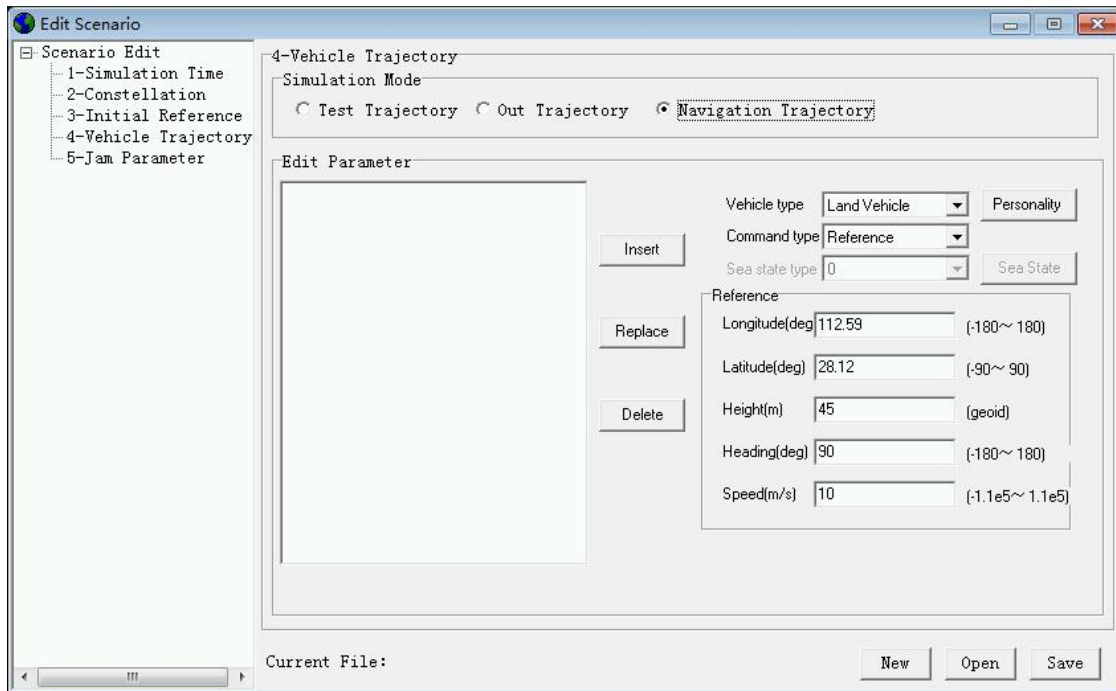 Edit Scenario
Scenario Edit
1-Simulation Time
2-Constellation
3-Initial Reference
4-Vehicle Trajectory
5-Jam Parameter
4-Vehicle Trajectory
Simulation Mode
Test Trajectory Out Trajectory Navigation Trajectory
Edit Parameter
Vehicle type Land Vehicle Personality
Command type Reference
Insert
Sea state type 0 Sea State
Reference
Longitude(deg 112.59 (-180~ 180)
Replace
Latitude(deg) 28.12 (-90~ 90)
Height(m) 45 (geoid)
Delete
Heading(deg) 90 (-180~ 180)
Speed(m/s) 10 (-1.1e5~ 1.1e5)
Current File: New Open Save